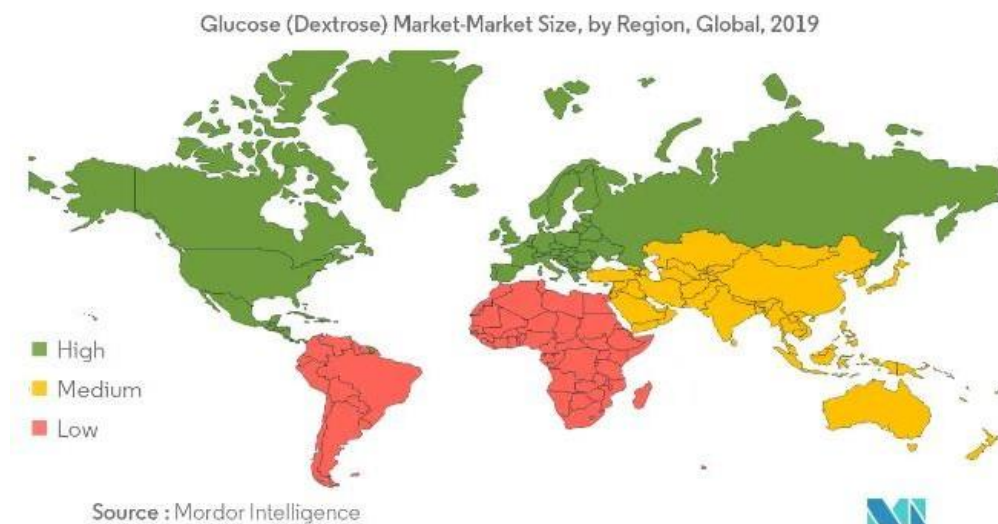 Glucose (Dextrose) Market-Market Size, by Region, Global, 2019
High
Medium
Low
Source : Mordor Intelligence